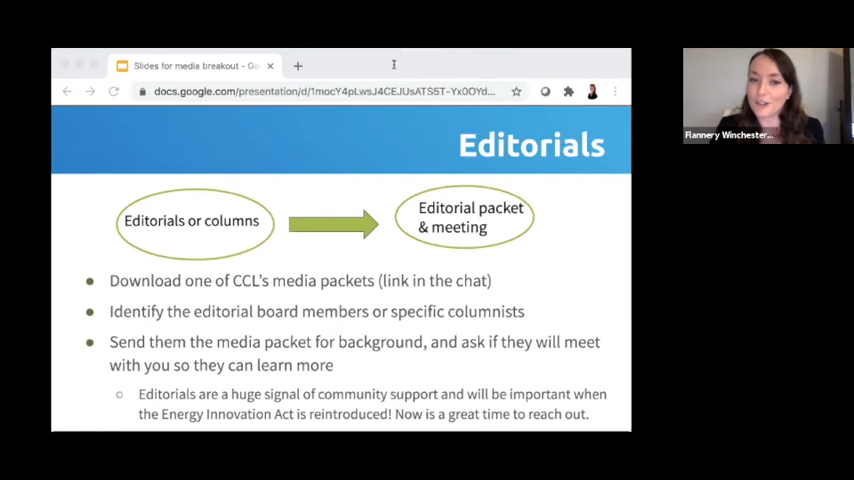 Slides for media breakout - Go
docs.google.com/presentation/d/1mocY4pLwsJ4CEJUsATS5T-Yx0OYd...
Editorials
Editorials or columns
Editorial packet
& meeting
Download one of CCL's media packets (link in the chat)
Identify the editorial board members or specific columnists
Send them the media packet for background, and ask if they will meet
with you so they can learn more
Editorials are a huge signal of community support and will be important when
the Energy Innovation Act is reintroduced! Now is a great time to reach out.
Flannery Winchester...